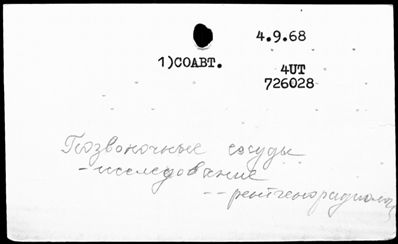 4.9.68
1)СОАВТ.
4UT
726028
Позвоночные сосуды
-исследование
--рентгенорадиолог